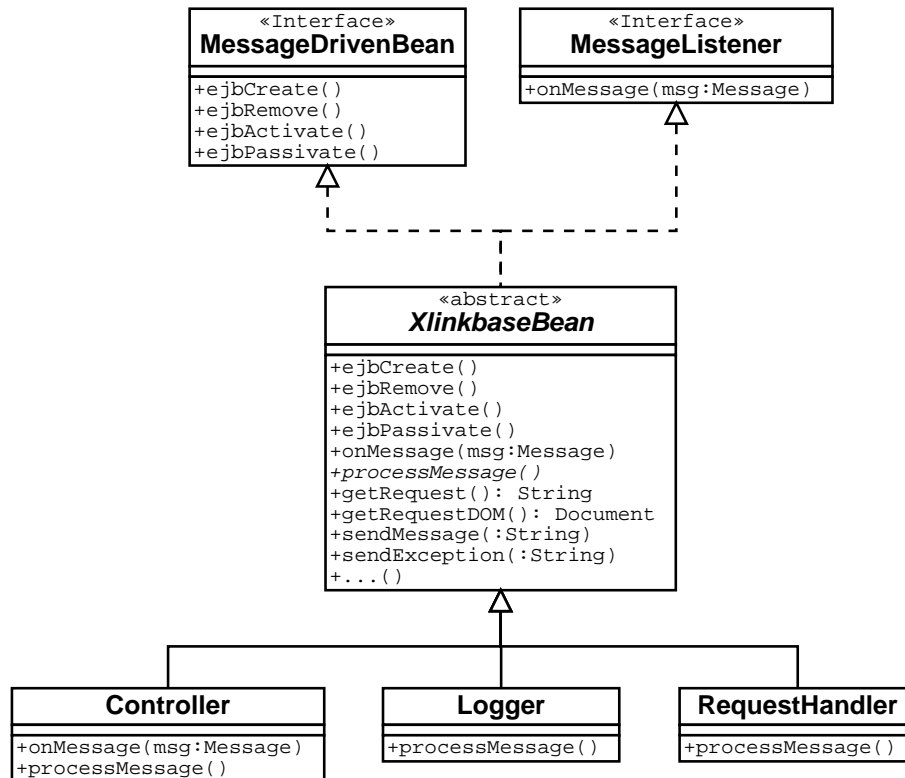 «Interface»
MessageDrivenBean
+ejbCreate()
+ejbRemove()
+ejbActivate()
+ejbPassivate()
«Interface»
MessageListener
+onMessage(msg:Message)
«abstract»
XlinkbaseBean
+ejbCreate()
+ejbRemove()
+ejbActivate()
+ejbPassivate()
+onMessage(msg:Message)
+processMessage()
+getRequest(): String
+getRequestDOM(): Document
+sendMessage(:String)
+sendException(:String)
+...()
Controller
+onMessage(msg:Message)
+processMessage()
Logger
+processMessage()
RequestHandler
+processMessage()